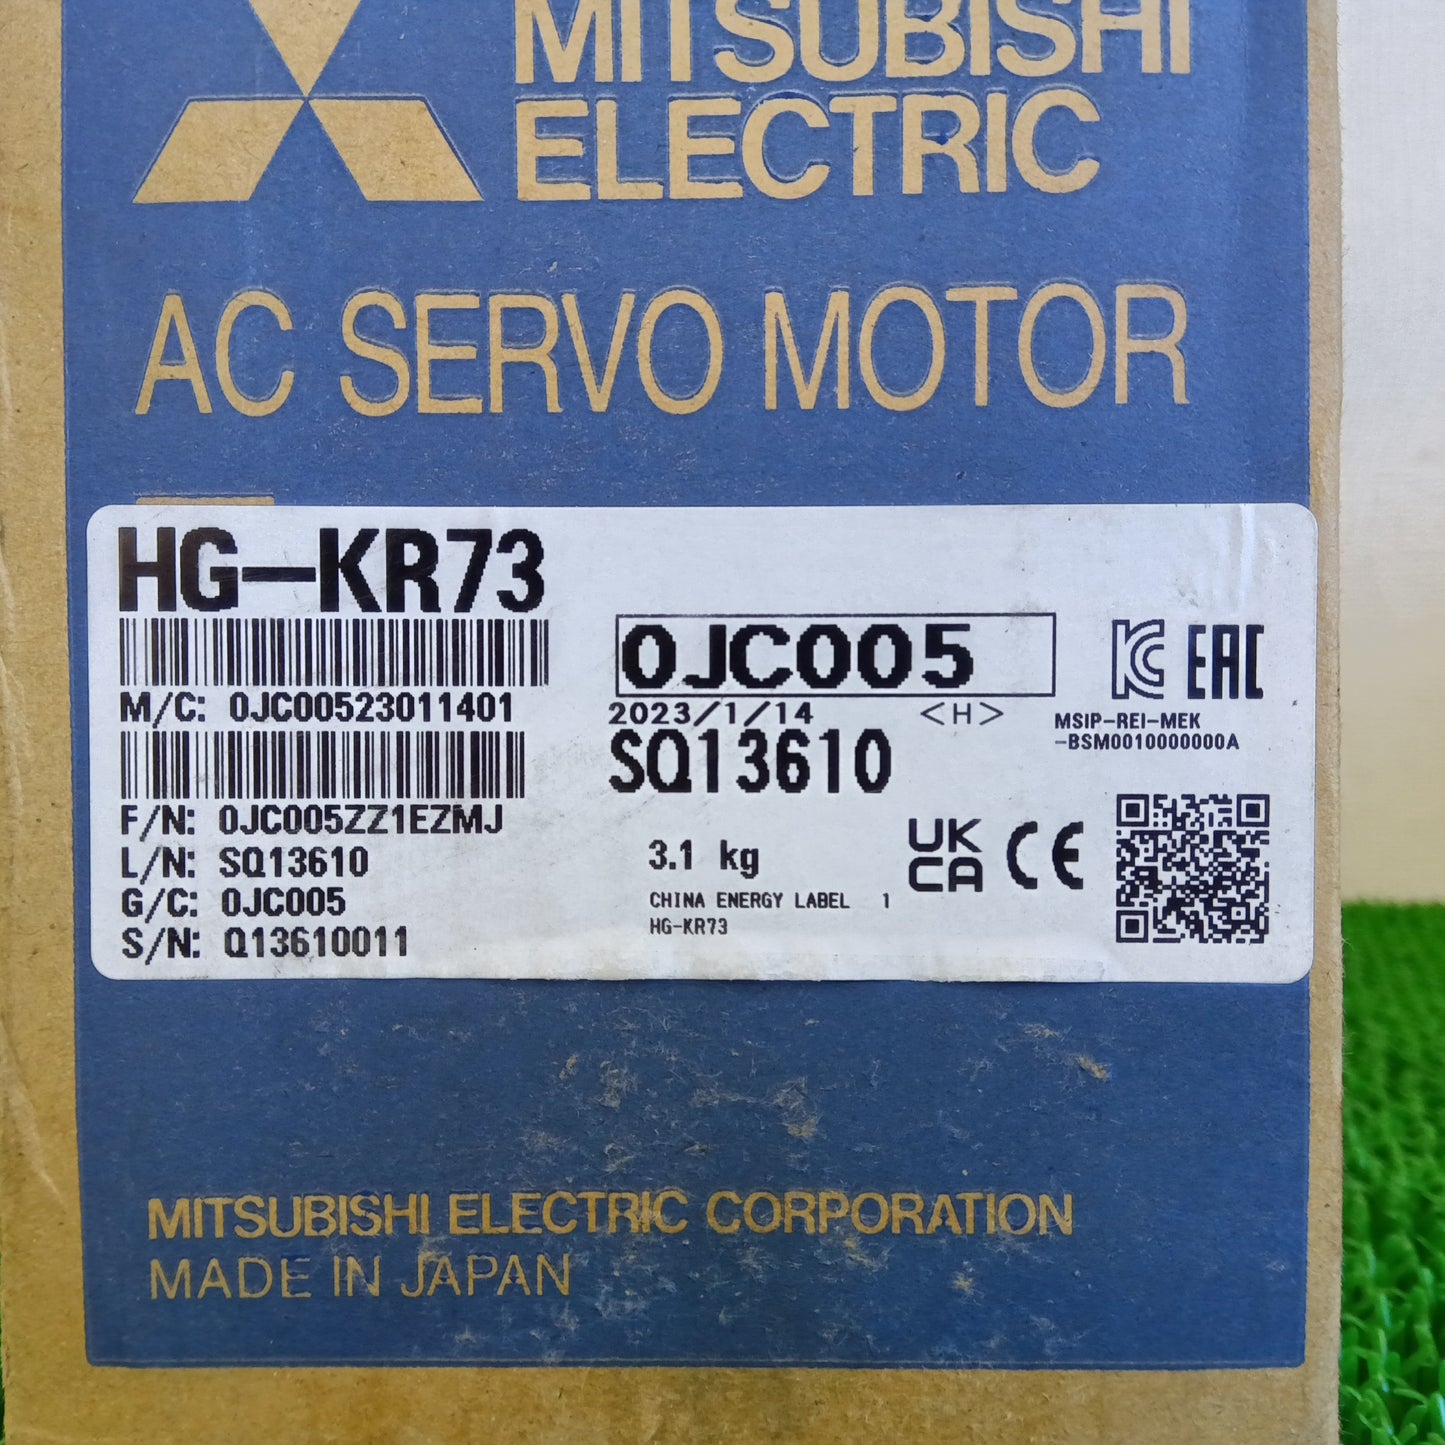 MITSUBISHI
ELECTRIC
AC SERVO MOTOR
HG-KR73
M/C: 0JC00523011401
F/N: 0JC005ZZ1EZMJ
L/N: SQ13610
G/C: 0JC005
S/N: Q13610011
0JC005
2023/1/14 <H>
SQ13610
3.1 kg
CHINA ENERGY LABEL 1
HG-KR73
KC EAC
MSIP-REI-MEK
-BSM0010000000A
UK
CA CE
MITSUBISHI ELECTRIC CORPORATION
MADE IN JAPAN